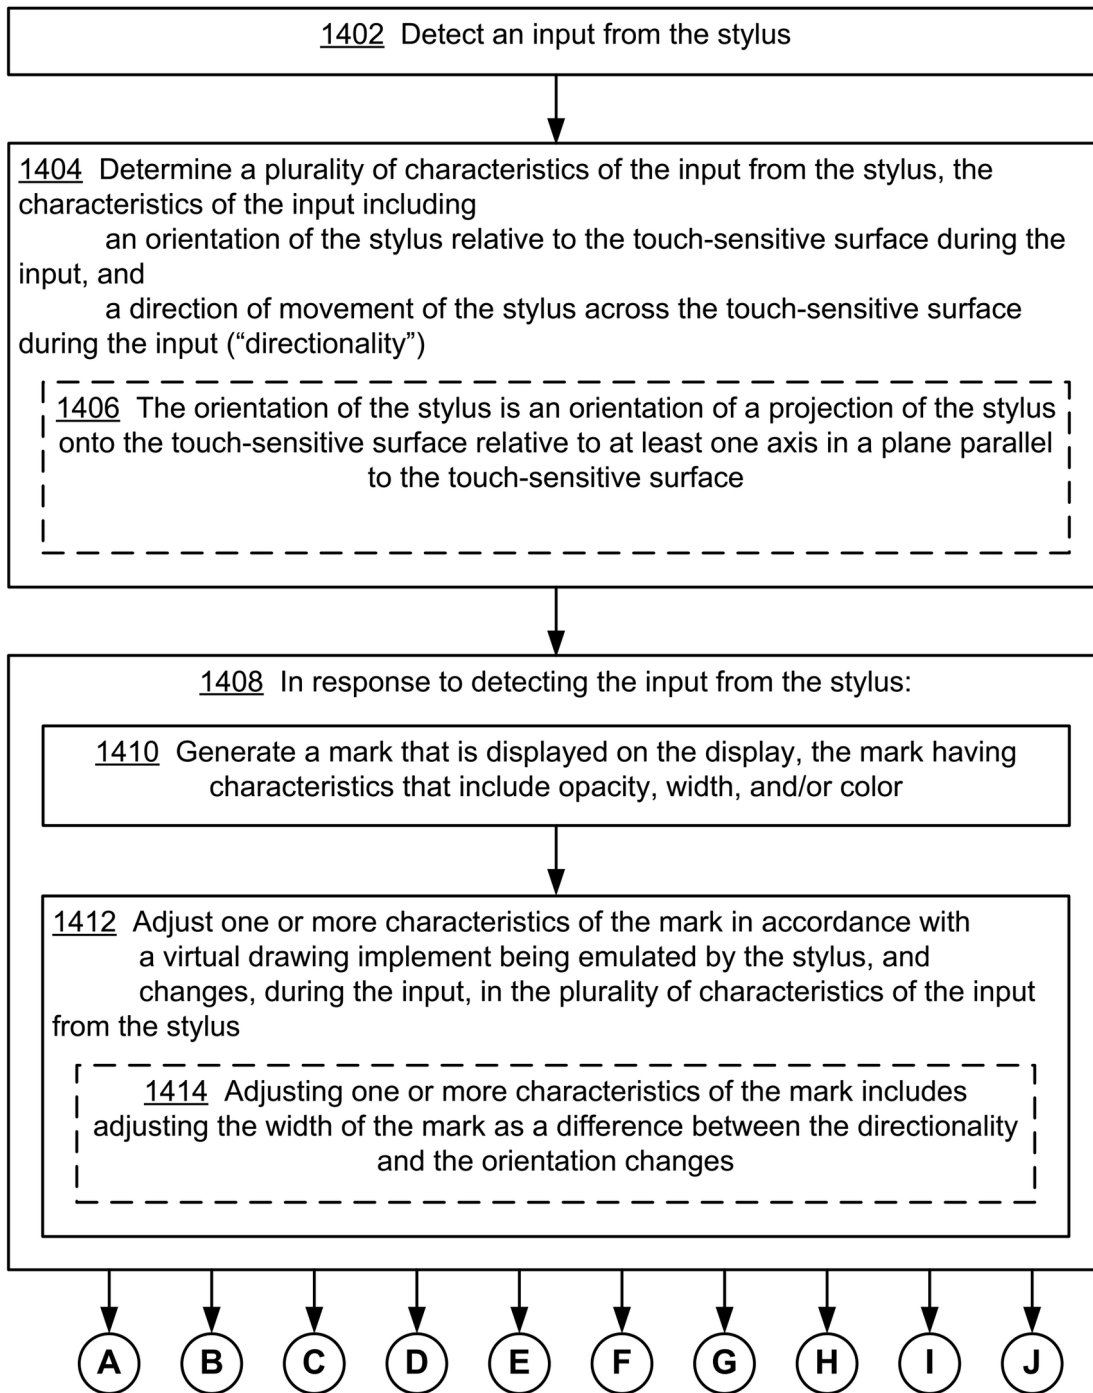 1402 Detect an input from the stylus
1404 Determine a plurality of characteristics of the input from the stylus, the
characteristics of the input including
an orientation of the stylus relative to the touch-sensitive surface during the
input, and
a direction of movement of the stylus across the touch-sensitive surface
during the input (“directionality”)
1406 The orientation of the stylus is an orientation of a projection of the stylus
onto the touch-sensitive surface relative to at least one axis in a plane parallel
to the touch-sensitive surface
1408 In response to detecting the input from the stylus:
1410 Generate a mark that is displayed on the display, the mark having
characteristics that include opacity, width, and/or color
1412 Adjust one or more characteristics of the mark in accordance with
a virtual drawing implement being emulated by the stylus, and
changes, during the input, in the plurality of characteristics of the input
from the stylus
1414 Adjusting one or more characteristics of the mark includes
adjusting the width of the mark as a difference between the directionality
and the orientation changes
A B C D E F G H I J